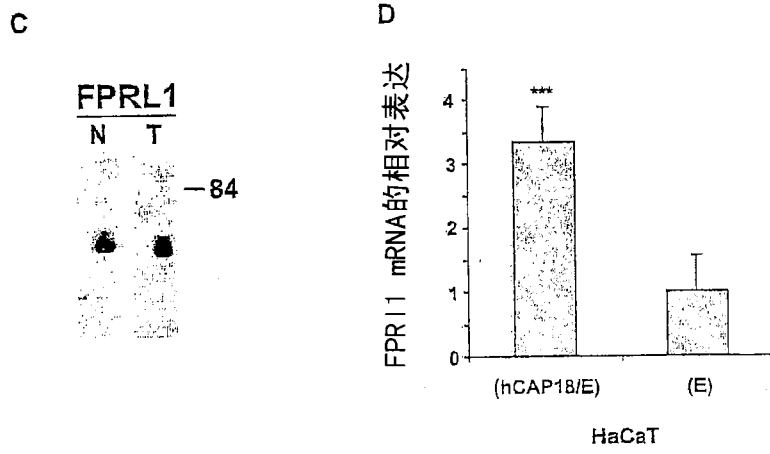 C
FPRL1
N T
—84
D
FPRl1 mRNA的相对表达
4
3
2
1
0
***
(hCAP18/E) (E)
HaCaT